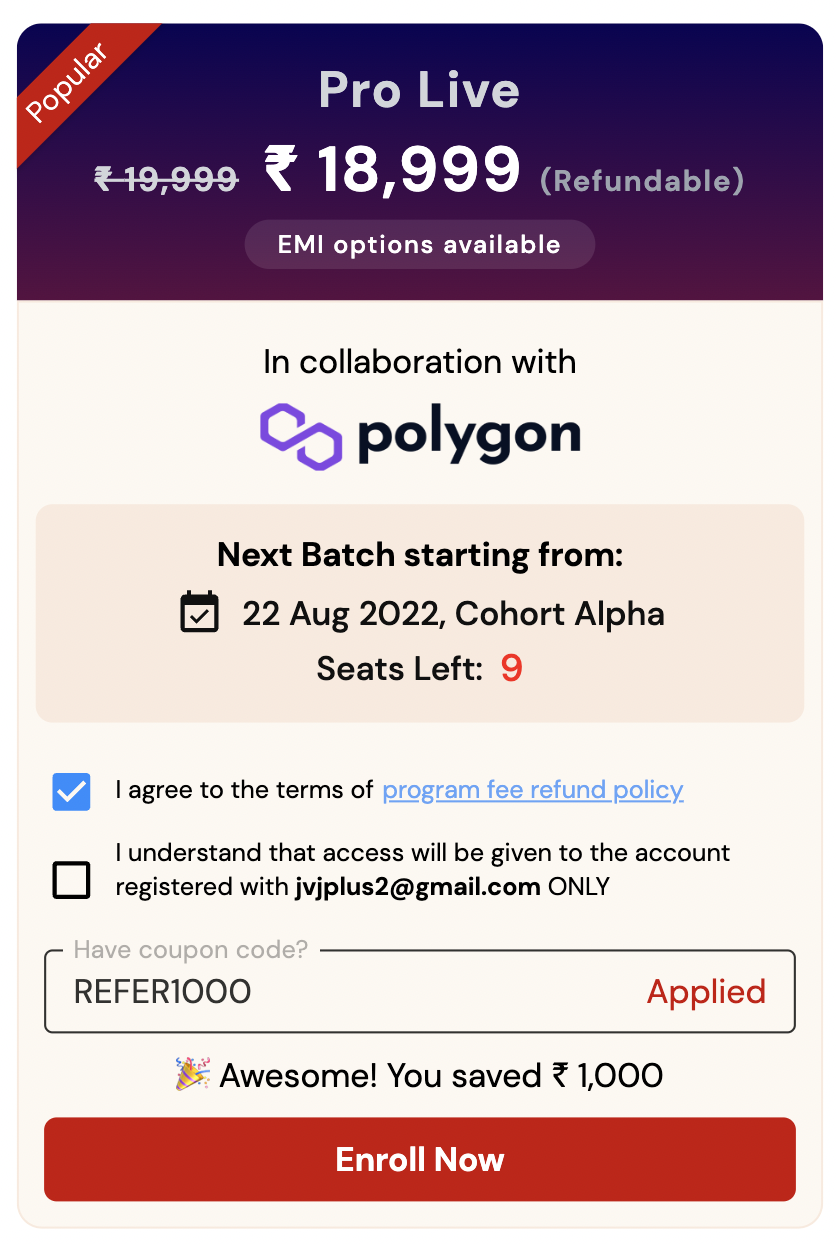 Popular
Pro Live
₹ 19,999 ₹ 18,999 (Refundable)
EMI options available
In collaboration with
polygon
Next Batch starting from:
22 Aug 2022, Cohort Alpha
Seats Left: 9
I agree to the terms of program fee refund policy
I understand that access will be given to the account
registered with jvjplus2@gmail.com ONLY
Have coupon code?
REFER1000 Applied
🎉 Awesome! You saved ₹ 1,000
Enroll Now